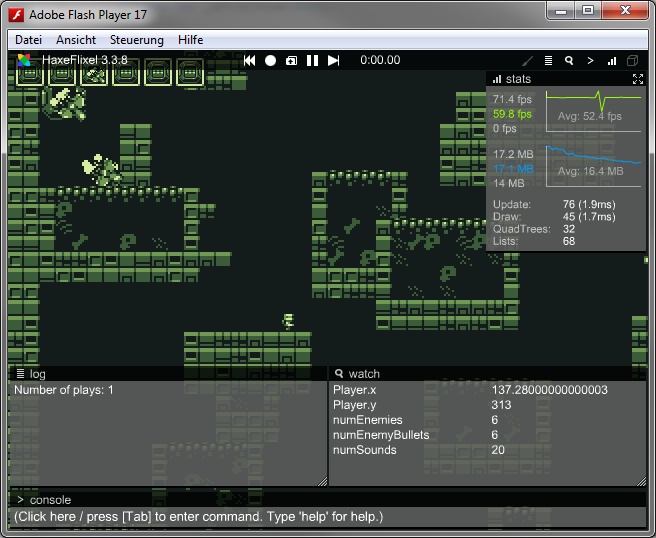 Adobe Flash Player 17
Datei Ansicht Steuerung Hilfe
HaxeFlixel 3.3.8 0:00.00
stats
71.4 fps
59.8 fps
Avg: 52.4 fps
0 fps
17.2 MB
17.1 MB
Avg: 16.4 MB
14 MB
Update: 76 (1.9ms)
Draw: 45 (1.7ms)
QuadTrees: 32
Lists: 68
log
Number of plays: 1
watch
Player.x 137.28000000000003
Player.y 313
numEnemies 6
numEnemyBullets 6
numSounds 20
> console
(Click here / press [Tab] to enter command. Type 'help' for help.)